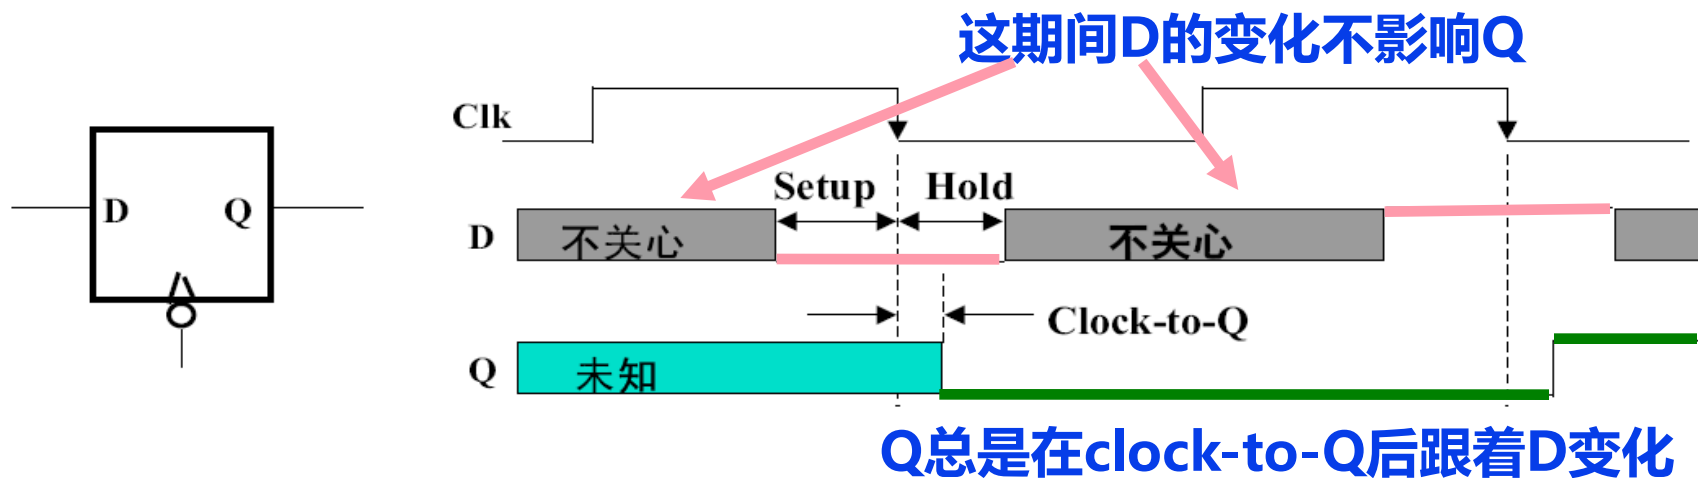 这期间D的变化不影响Q
Clk
Setup Hold
D Q
D 不关心 不关心
Clock-to-Q
Q 未知
Q总是在clock-to-Q后跟着D变化